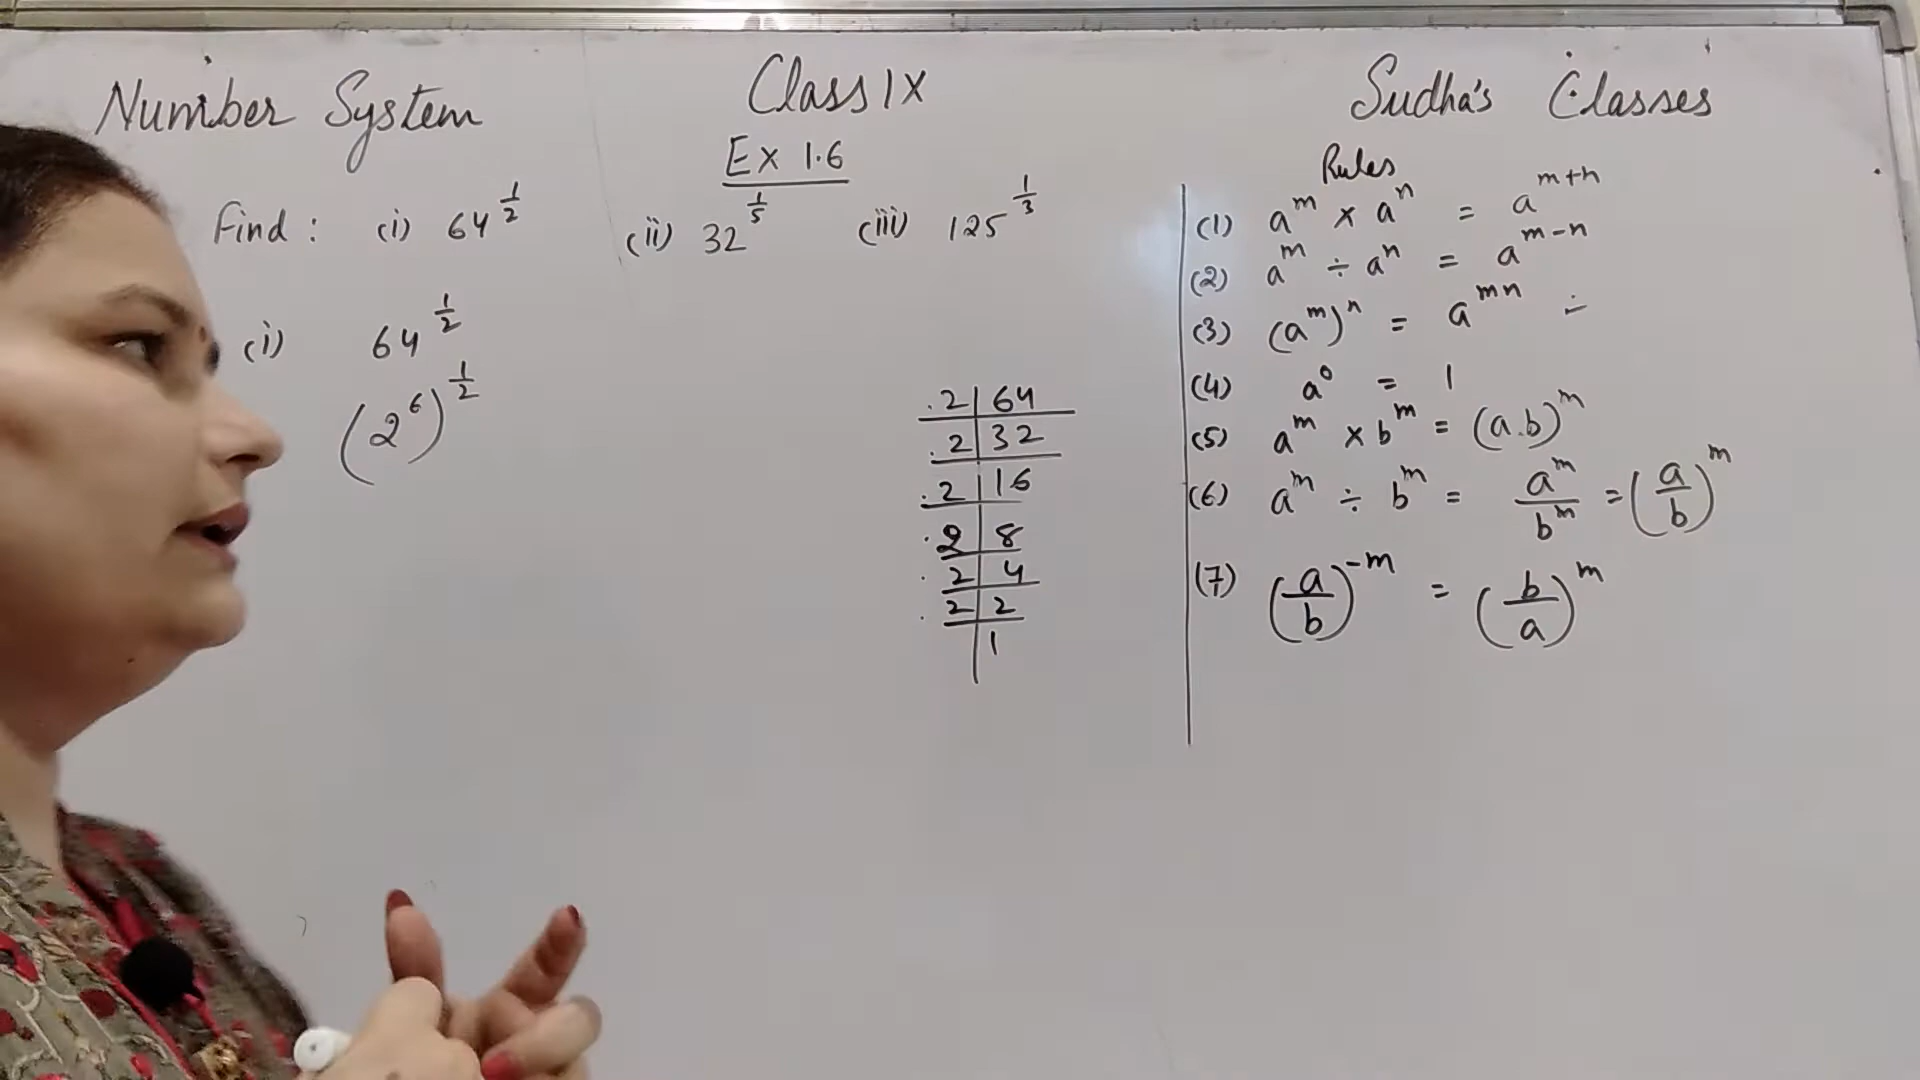 Number System
Class IX
Sudha's Classes
Ex 1.6
Find : (i) 64^(1/2) (ii) 32^(1/5) (iii) 125^(1/3)
(i) 64^(1/2)
(2^6)^(1/2)
2 | 64
2 | 32
2 | 16
2 | 8
2 | 4
2 | 2
| 1
Rules
(1) a^m × a^n = a^(m+n)
(2) a^m ÷ a^n = a^(m-n)
(3) (a^m)^n = a^(mn) ÷
(4) a^0 = 1
(5) a^m × b^m = (a.b)^m
(6) a^m ÷ b^m = a^m/b^m = (a/b)^m
(7) (a/b)^(-m) = (b/a)^m